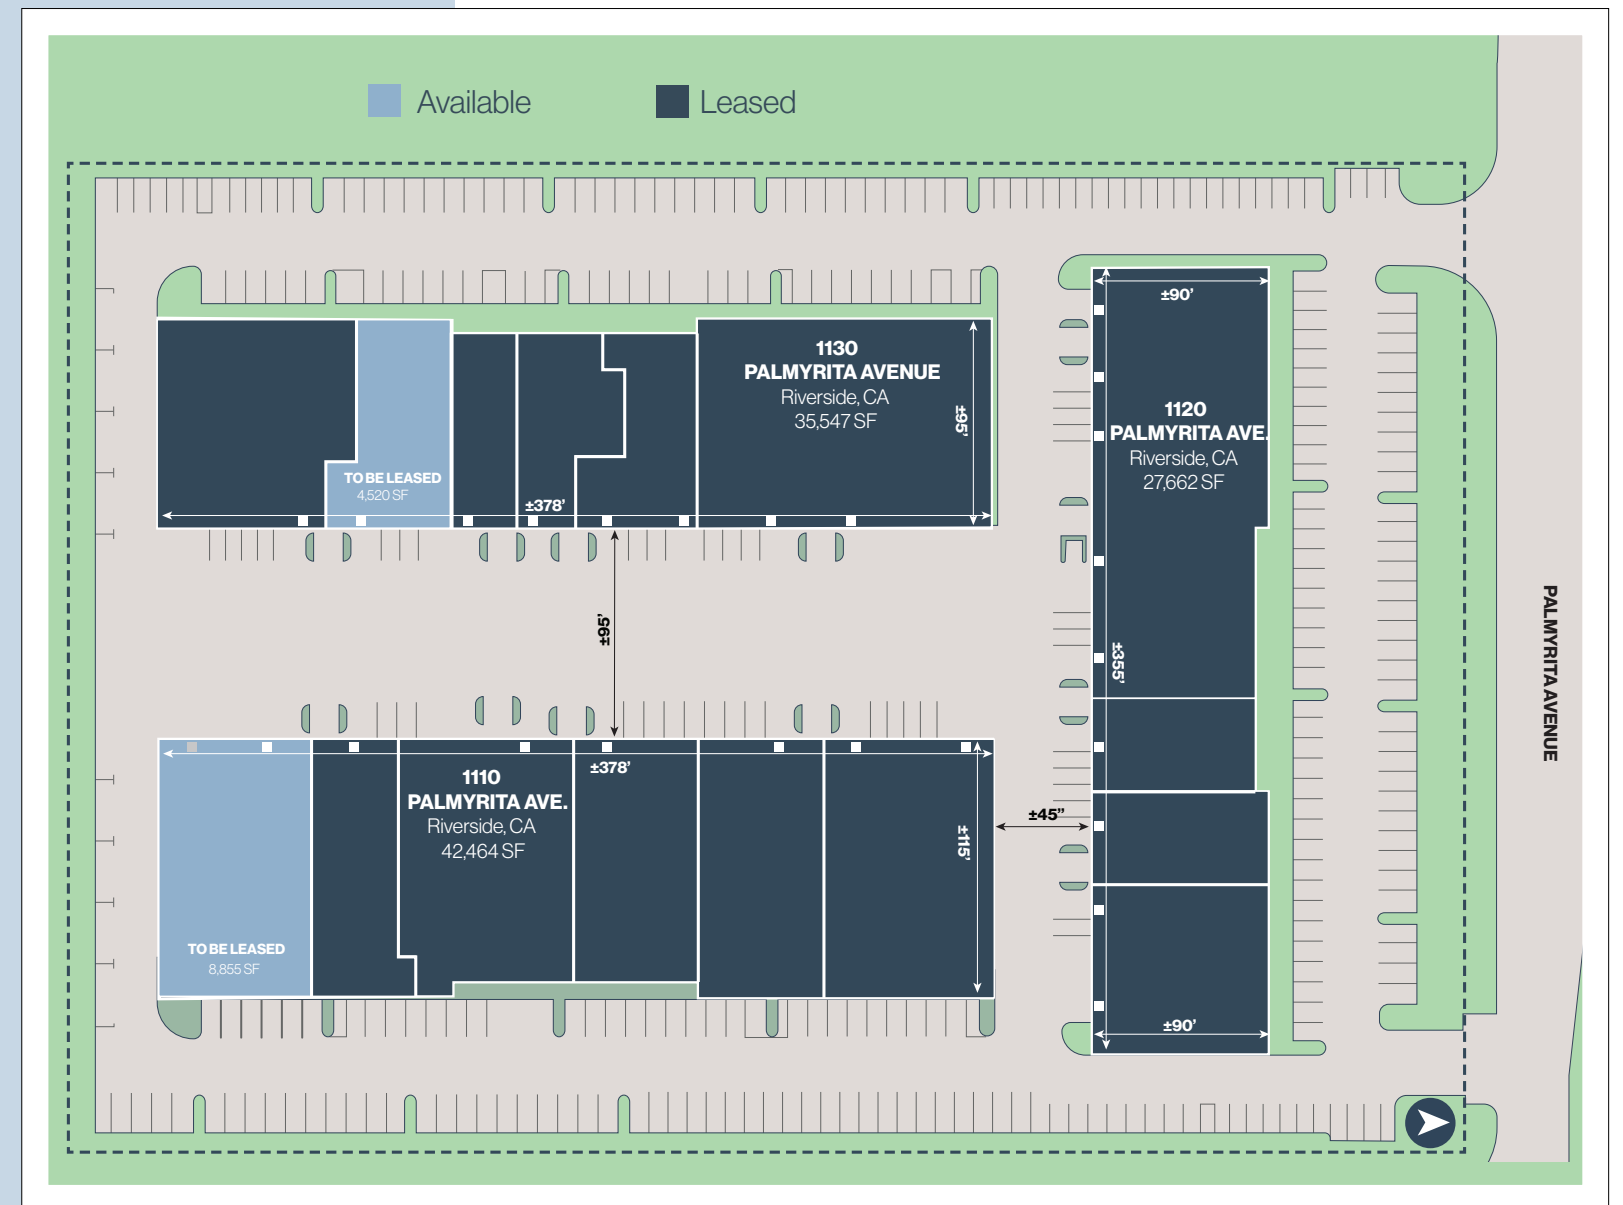 Available
Leased
1130
PALMYRITA AVENUE
Riverside, CA
35,547 SF
±95'
TO BE LEASED
4,520 SF
±378'
±90'
1120
PALMYRITA AVE.
Riverside, CA
27,662 SF
±355'
±90'
±95'
±378'
1110
PALMYRITA AVE.
Riverside, CA
42,464 SF
±115'
±45"
TO BE LEASED
8,855 SF
PALMYRITA AVENUE